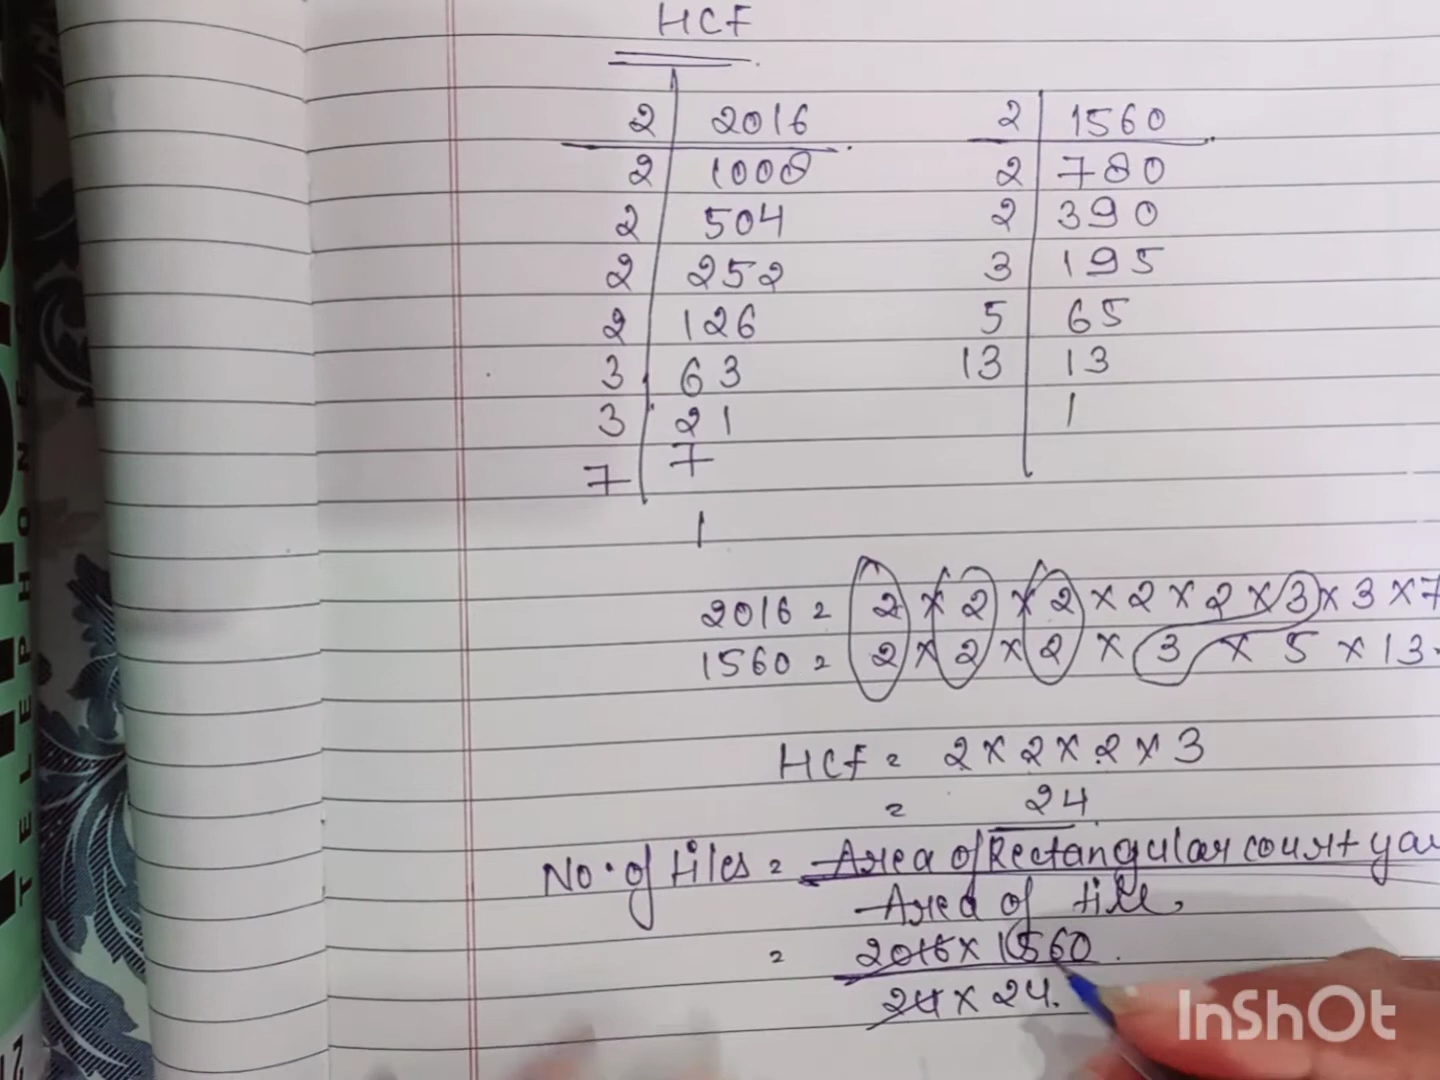 HCF
2 | 2016   2 | 1560
2 | 1008   2 | 780
2 | 504   2 | 390
2 | 252   3 | 195
2 | 126   5 | 65
3 | 63   13 | 13
3 | 21   1
7 | 7
1
2016 = 2 × 2 × 2 × 2 × 2 × 3 × 3 × 7
1560 = 2 × 2 × 2 × 3 × 5 × 13
HCF = 2 × 2 × 2 × 3
= 24
No. of tiles = Area of Rectangular court ya
Area of tile
= 2016 × 1560
24 × 24
InShOt
TELEPHONE